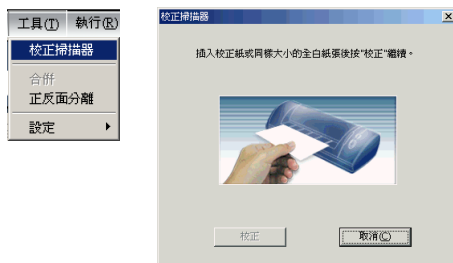 工具(T) 執行(R)
校正掃描器
合併
正反面分離
設定
校正掃描器
插入校正紙或同樣大小的全白紙張後按"校正"繼續。
校正
取消(C)